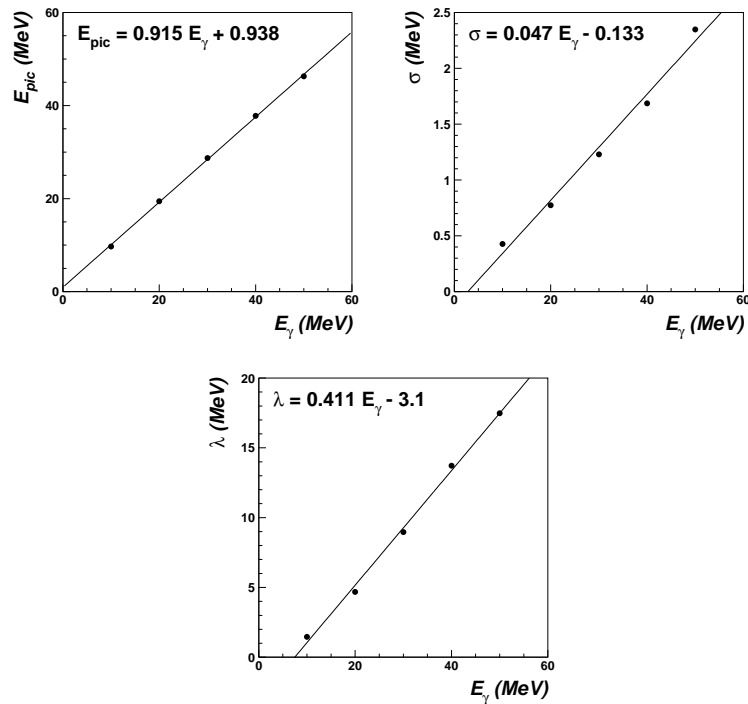 E_pic = 0.915 E_γ + 0.938
E_pic (MeV)
60
40
20
0
0 20 40 60
E_γ (MeV)
σ = 0.047 E_γ - 0.133
σ (MeV)
2.5
2
1.5
1
0.5
0
0 20 40 60
E_γ (MeV)
λ = 0.411 E_γ - 3.1
λ (MeV)
20
15
10
5
0
0 20 40 60
E_γ (MeV)